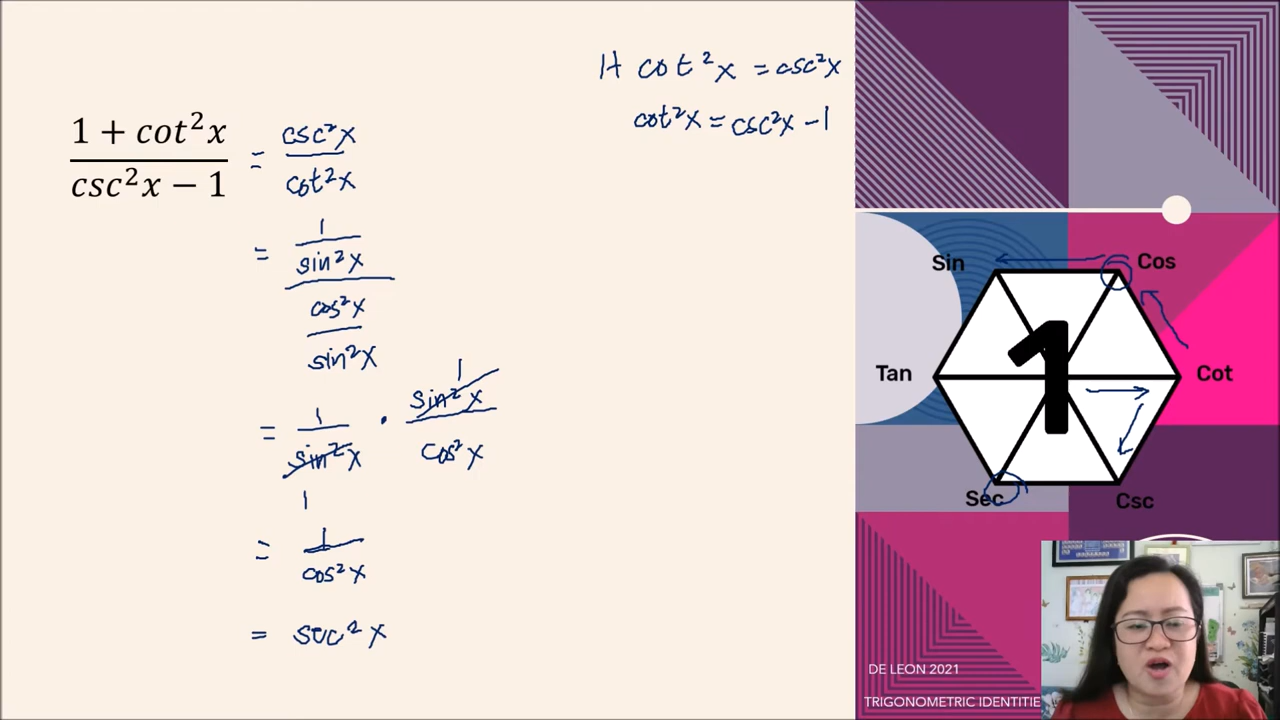 1+ cot²x = csc²x
cot²x = csc²x - 1
(1 + cot²x)/(csc²x − 1) = csc²x/cot²x
= (1/sin²x)/(cos²x/sin²x)
= 1/sin²x · sin²x/cos²x
1
1
= 1/cos²x
= sec²x
Sin Cos
Tan 1 Cot
Sec Csc
DE LEON 2021
TRIGONOMETRIC IDENTITIE